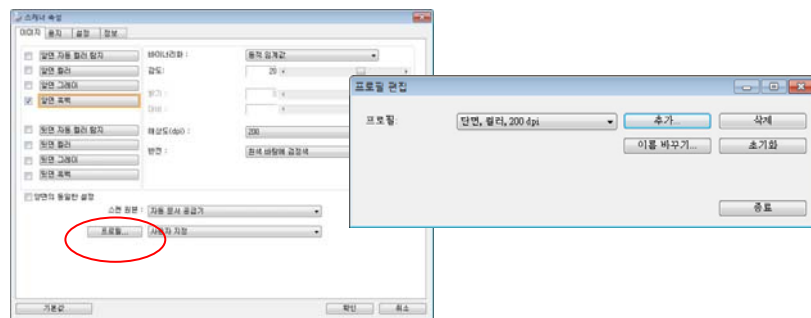 스캐너 속성
이미지 용지 설정 정보
앞면 자동 컬러 탐지
앞면 컬러
앞면 그레이
앞면 흑백
뒷면 자동 컬러 탐지
뒷면 컬러
뒷면 그레이
뒷면 흑백
바이너리화 : 동적 임계값
감도: 20
밝기 :
대비 :
해상도(dpi) : 200
반전 : 흰색 바탕에 검정색
양면의 동일한 설정
스캔 원본 : 자동 문서 공급기
프로필... 사용자 지정
기본값 확인 취소
프로필 편집
프로필: 단면, 컬러, 200 dpi 추가... 삭제
이름 바꾸기... 초기화
종료